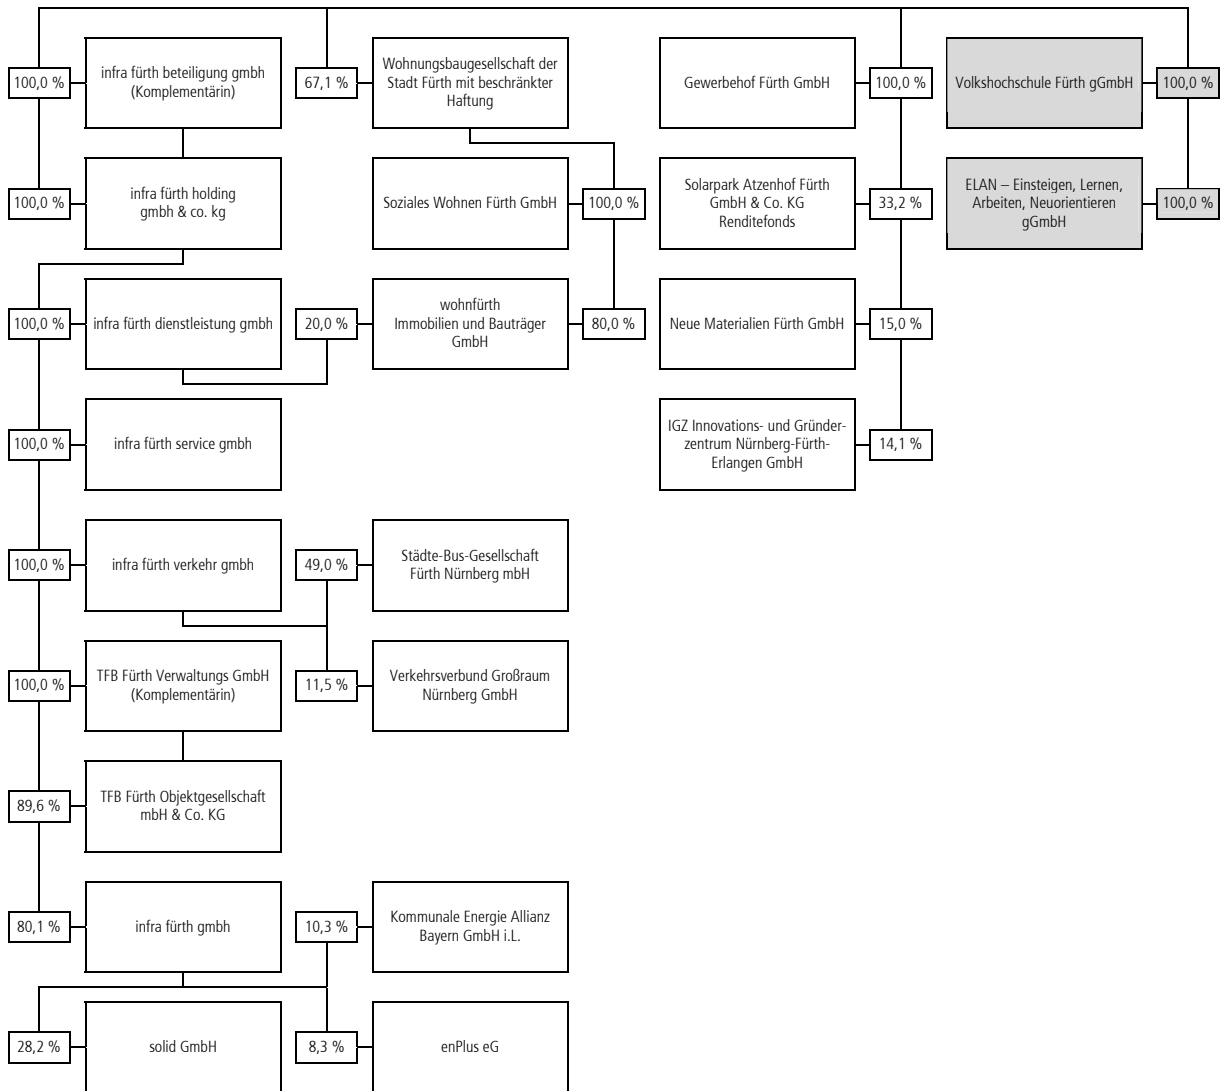 100,0 %
infra fürth beteiligung gmbh
(Komplementärin)
67,1 %
Wohnungsbaugesellschaft der
Stadt Fürth mit beschränkter
Haftung
Gewerbehof Fürth GmbH
100,0 %
Volkshochschule Fürth gGmbH
100,0 %
100,0 %
infra fürth holding
gmbh & co. kg
Soziales Wohnen Fürth GmbH
100,0 %
Solarpark Atzenhof Fürth
GmbH & Co. KG
Renditefonds
33,2 %
ELAN – Einsteigen, Lernen,
Arbeiten, Neuorientieren
gGmbH
100,0 %
100,0 %
infra fürth dienstleistung gmbh
20,0 %
wohnfürth
Immobilien und Bauträger
GmbH
80,0 %
Neue Materialien Fürth GmbH
15,0 %
100,0 %
infra fürth service gmbh
IGZ Innovations- und Gründer-
zentrum Nürnberg-Fürth-
Erlangen GmbH
14,1 %
100,0 %
infra fürth verkehr gmbh
49,0 %
Städte-Bus-Gesellschaft
Fürth Nürnberg mbH
100,0 %
TFB Fürth Verwaltungs GmbH
(Komplementärin)
11,5 %
Verkehrsverbund Großraum
Nürnberg GmbH
89,6 %
TFB Fürth Objektgesellschaft
mbH & Co. KG
80,1 %
infra fürth gmbh
10,3 %
Kommunale Energie Allianz
Bayern GmbH i.L.
28,2 %
solid GmbH
8,3 %
enPlus eG